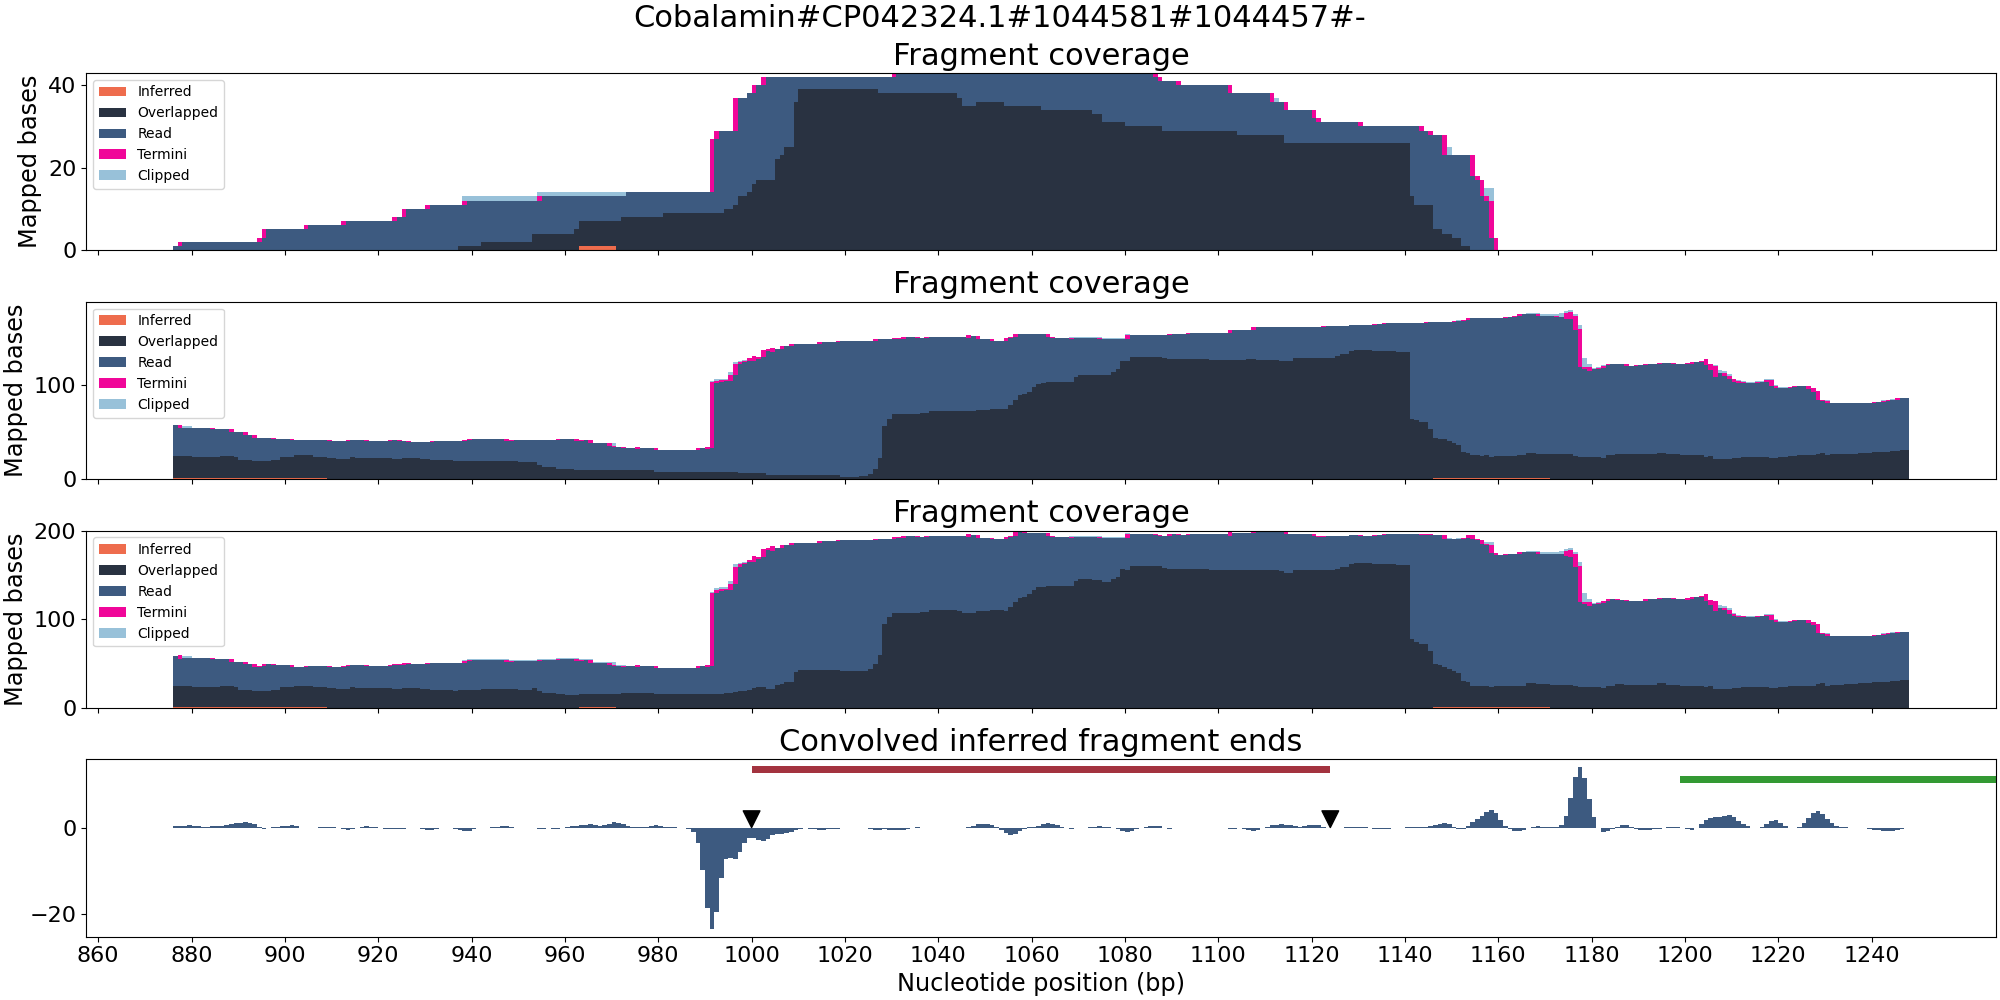 Cobalamin#CP042324.1#1044581#1044457#-
Fragment coverage
Mapped bases
40
20
0
Inferred
Overlapped
Read
Termini
Clipped
Fragment coverage
Mapped bases
100
0
Inferred
Overlapped
Read
Termini
Clipped
Fragment coverage
Mapped bases
200
100
0
Inferred
Overlapped
Read
Termini
Clipped
Convolved inferred fragment ends
0
−20
860 880 900 920 940 960 980 1000 1020 1040 1060 1080 1100 1120 1140 1160 1180 1200 1220 1240
Nucleotide position (bp)